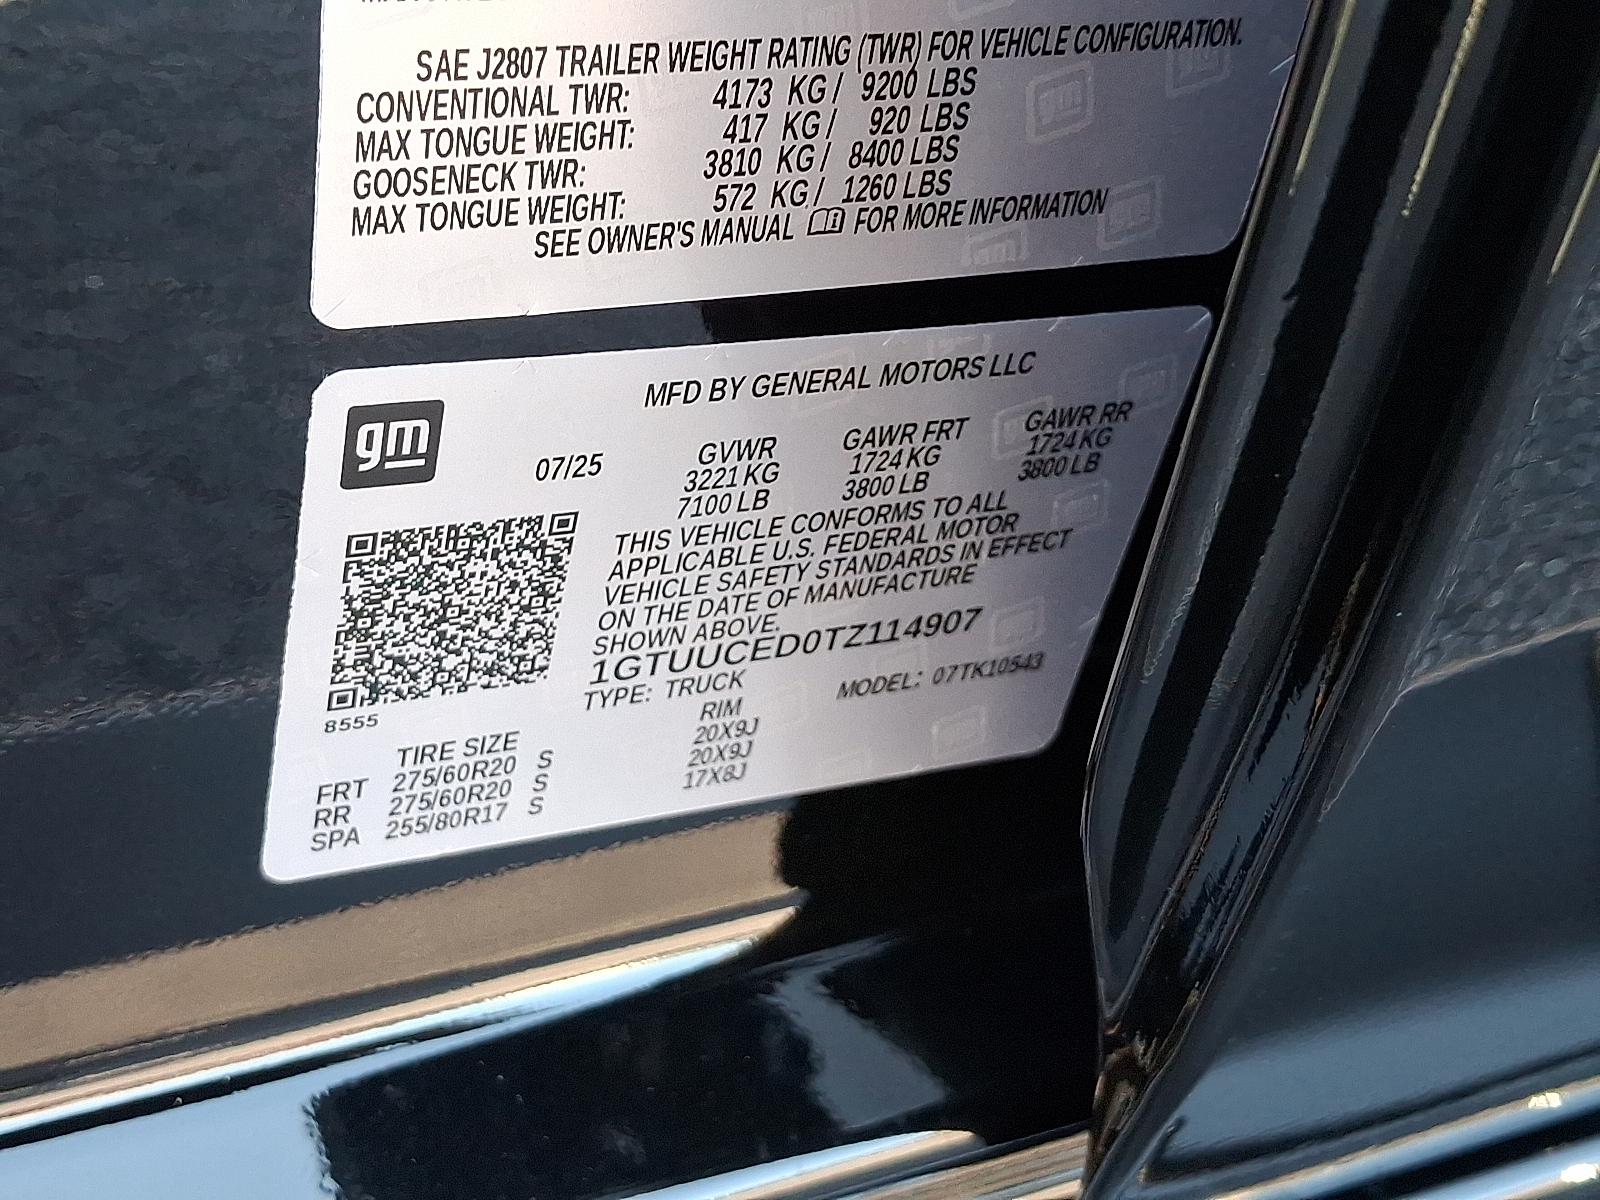 SAE J2807 TRAILER WEIGHT RATING (TWR) FOR VEHICLE CONFIGURATION.
CONVENTIONAL TWR: 4173 KG / 9200 LBS
MAX TONGUE WEIGHT: 417 KG / 920 LBS
GOOSENECK TWR: 3810 KG / 8400 LBS
MAX TONGUE WEIGHT: 572 KG / 1260 LBS
SEE OWNER'S MANUAL FOR MORE INFORMATION
MFD BY GENERAL MOTORS LLC
gm
07/25
GVWR GAWR FRT GAWR RR
3221 KG 1724 KG 1724 KG
7100 LB 3800 LB 3800 LB
THIS VEHICLE CONFORMS TO ALL
APPLICABLE U.S. FEDERAL MOTOR
VEHICLE SAFETY STANDARDS IN EFFECT
ON THE DATE OF MANUFACTURE
SHOWN ABOVE.
1GTUUCED0TZ114907
TYPE: TRUCK MODEL: 07TK10543
8555
TIRE SIZE RIM
FRT 275/60R20 S 20X9J
RR 275/60R20 S 20X9J
SPA 255/80R17 S 17X8J